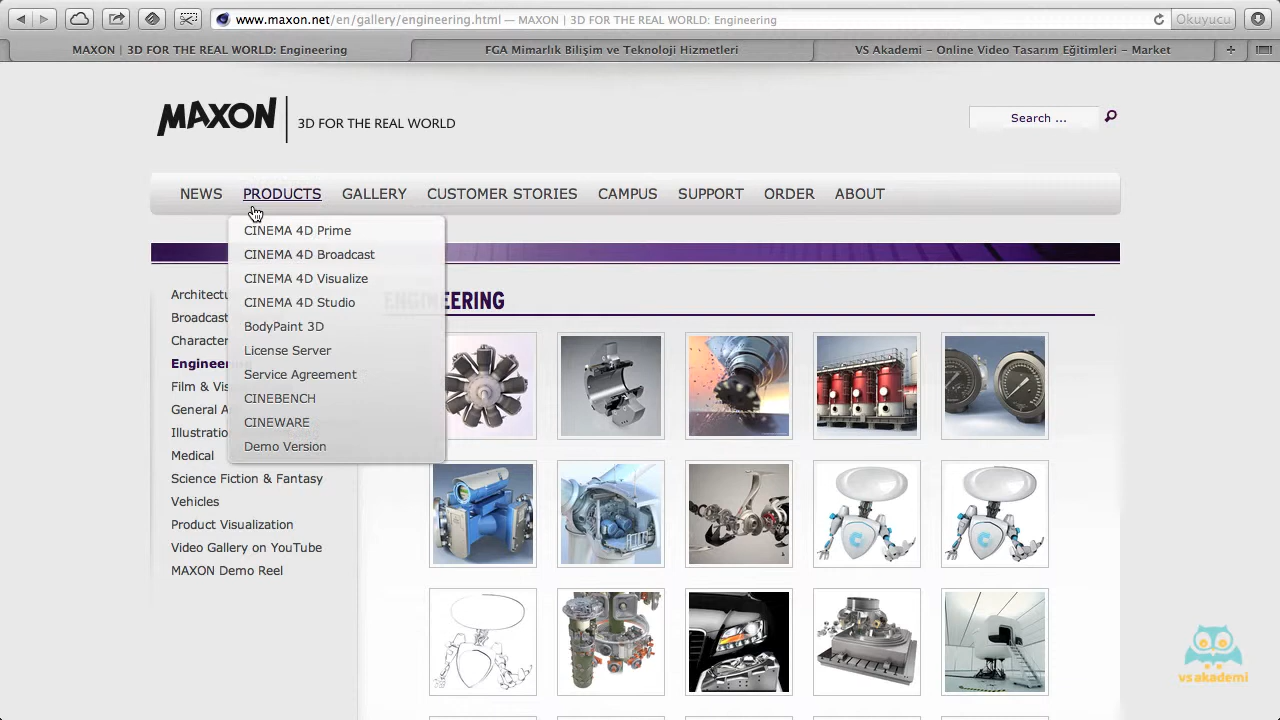 www.maxon.net/en/gallery/engineering.html — MAXON | 3D FOR THE REAL WORLD: Engineering
Okuyucu
MAXON | 3D FOR THE REAL WORLD: Engineering
FGA Mimarlık Bilişim ve Teknoloji Hizmetleri
VS Akademi – Online Video Tasarım Eğitimleri – Market
MAXON
3D FOR THE REAL WORLD
Search ...
NEWS PRODUCTS GALLERY CUSTOMER STORIES CAMPUS SUPPORT ORDER ABOUT
CINEMA 4D Prime
CINEMA 4D Broadcast
CINEMA 4D Visualize
CINEMA 4D Studio
BodyPaint 3D
License Server
Service Agreement
CINEBENCH
CINEWARE
Demo Version
Architectu
Broadcast
Character
Engineer
Film & Vis
General A
Illustratio
Medical
Science Fiction & Fantasy
Vehicles
Product Visualization
Video Gallery on YouTube
MAXON Demo Reel
ENGINEERING
vs akademi